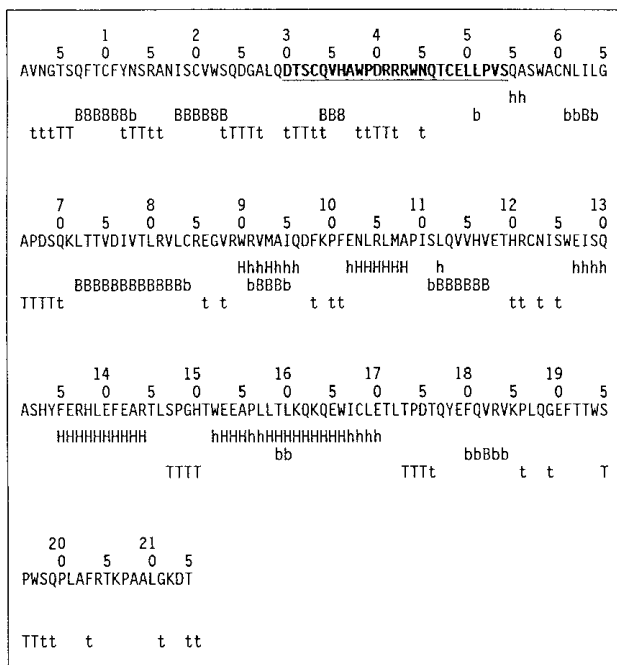 1 2 3 4 5 6
5 0 5 0 5 0 5 0 5 0 5 0 5
AVNGTSQFTCFYNSRANISCVWSQDGALQDTSCQVHAWPDRRRWNQTCELLPVSQASWACNLILG
hh
BBBBBBb BBBBBB BBB b bbBb
tttTT tTTtt tTTTt tTTtt ttTTt t
7 8 9 10 11 12 13
0 5 0 5 0 5 0 5 0 5 0 5 0
APDSQKLTTVDIVTLRVLCREGVRWRVMAIQDFKPFENLRLMAPISLQVVHVETHRCNISWEISQ
HhhHhhh hHHHHHH h hhhh
BBBBBBBBBBBBb bBBBb bBBBBBB
TTTTt t t t tt tt t t
14 15 16 17 18 19
5 0 5 0 5 0 5 0 5 0 5 0 5
ASHYFERHLEFEARTLSPGHTWEEAPLLTLKQKQEWICLETLTPDTQYEFQVRVKPLQGEFTTWS
HHHHHHHHHH hHHHhhHHHHHHHHHhhhh
bb bbBbb
TTTT TTTt t t T
20 21
0 5 0 5
PWSQPLAFRTKPAALGKDT
TTtt t t tt